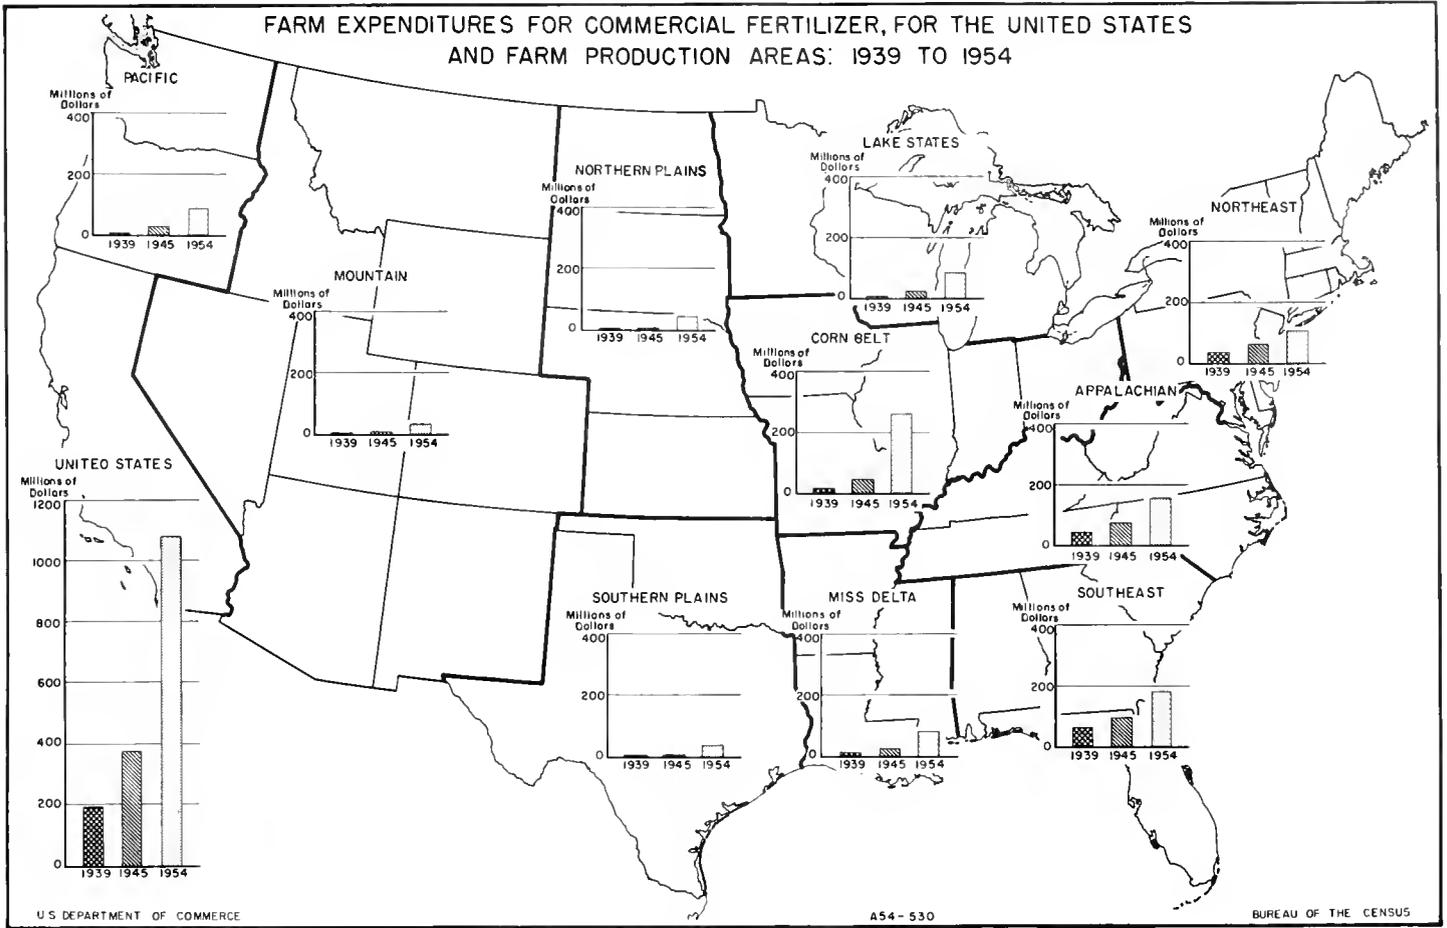 FARM EXPENDITURES FOR COMMERCIAL FERTILIZER, FOR THE UNITED STATES
AND FARM PRODUCTION AREAS: 1939 TO 1954
PACIFIC
Millions of
Dollars
400
200
0
1939 1945 1954
NORTHERN PLAINS
Millions of
Dollars
400
200
0
1939 1945 1954
LAKE STATES
Millions of
Dollars
400
200
0
1939 1945 1954
NORTHEAST
Millions of
Dollars
400
200
0
1939 1945 1954
MOUNTAIN
Millions of
Dollars
400
200
0
1939 1945 1954
CORN BELT
Millions of
Dollars
400
200
0
1939 1945 1954
APPALACHIAN
Millions of
Dollars
400
200
0
1939 1945 1954
UNITED STATES
Millions of
Dollars
1200
1000
800
600
400
200
0
1939 1945 1954
SOUTHERN PLAINS
Millions of
Dollars
400
200
0
1939 1945 1954
MISS DELTA
Millions of
Dollars
400
200
0
1939 1945 1954
SOUTHEAST
Millions of
Dollars
400
200
0
1939 1945 1954
U S DEPARTMENT OF COMMERCE
A54-530
BUREAU OF THE CENSUS